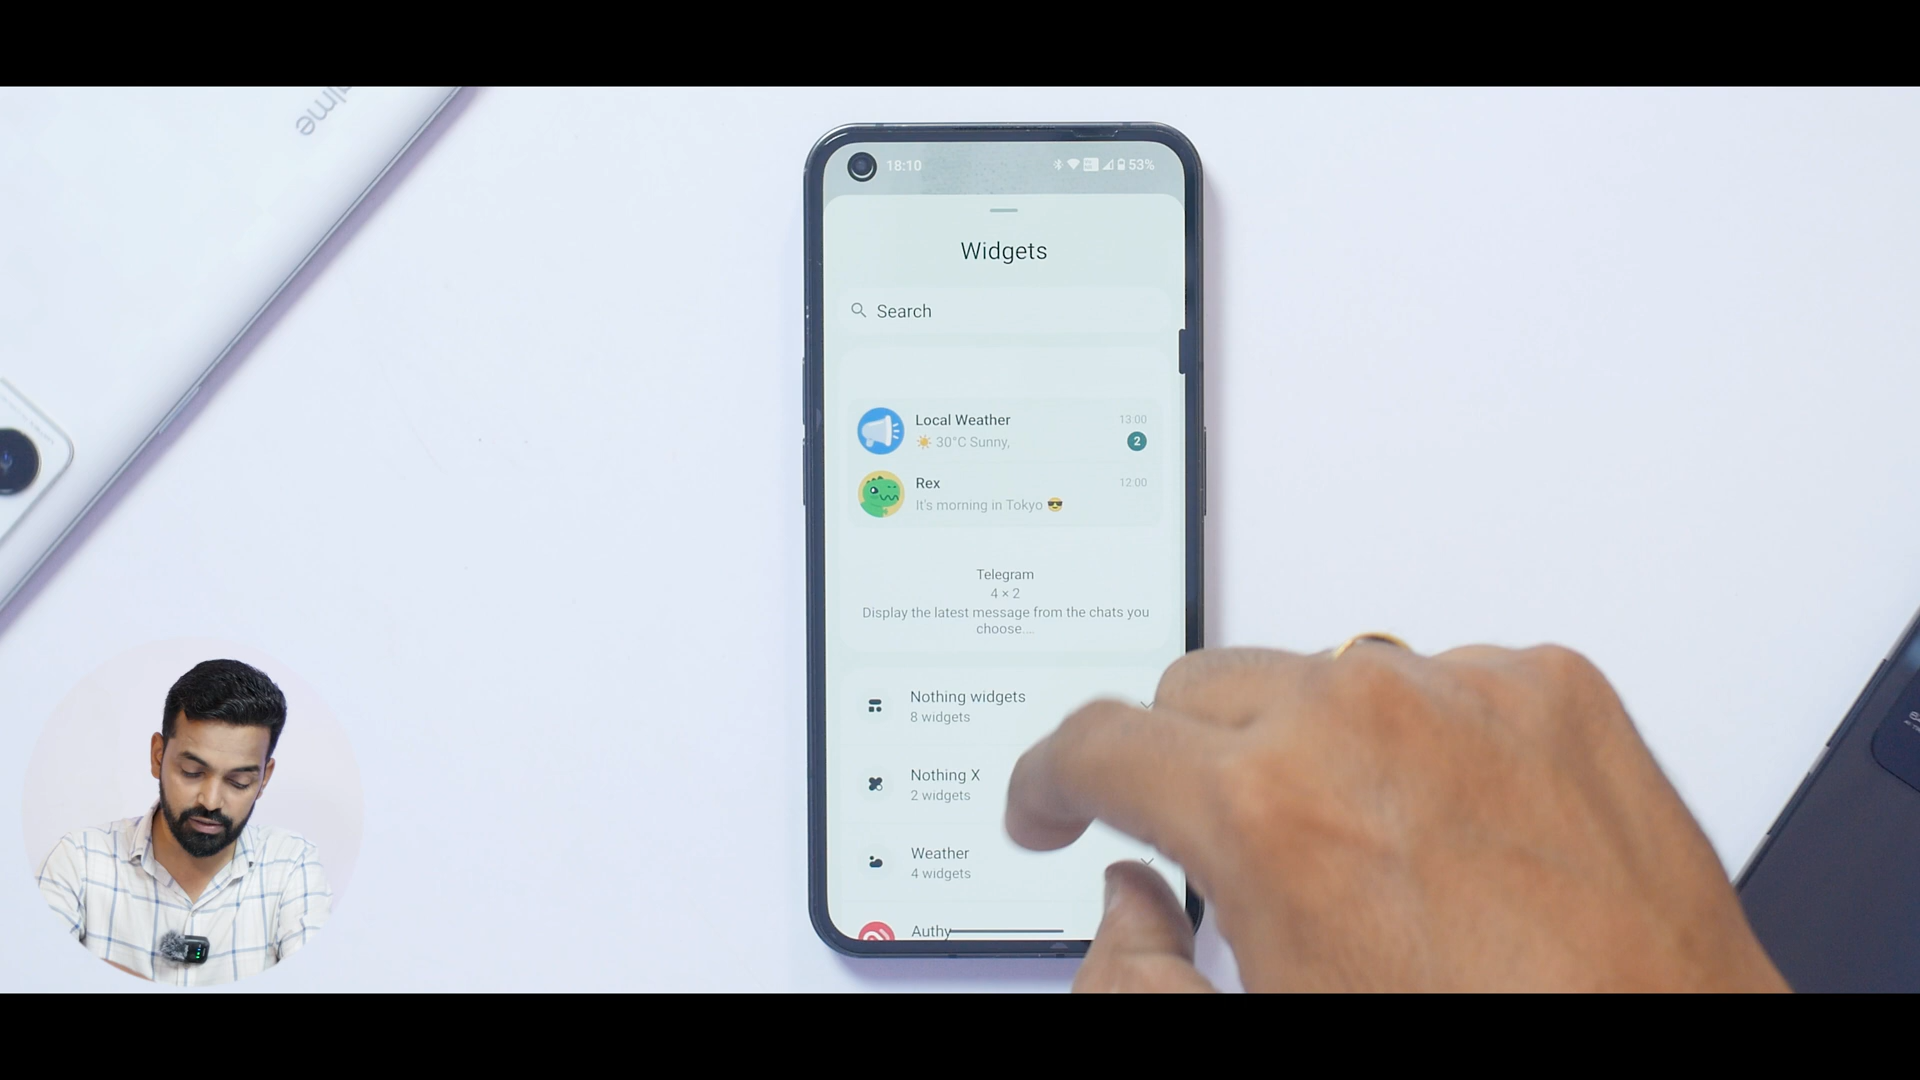 18:10
53%
Widgets
Search
Local Weather
13:00
☀️ 30°C Sunny,
2
Rex
12:00
It's morning in Tokyo 😎
Telegram
4 × 2
Display the latest message from the chats you
choose....
Nothing widgets
8 widgets
Nothing X
2 widgets
Weather
4 widgets
Authy